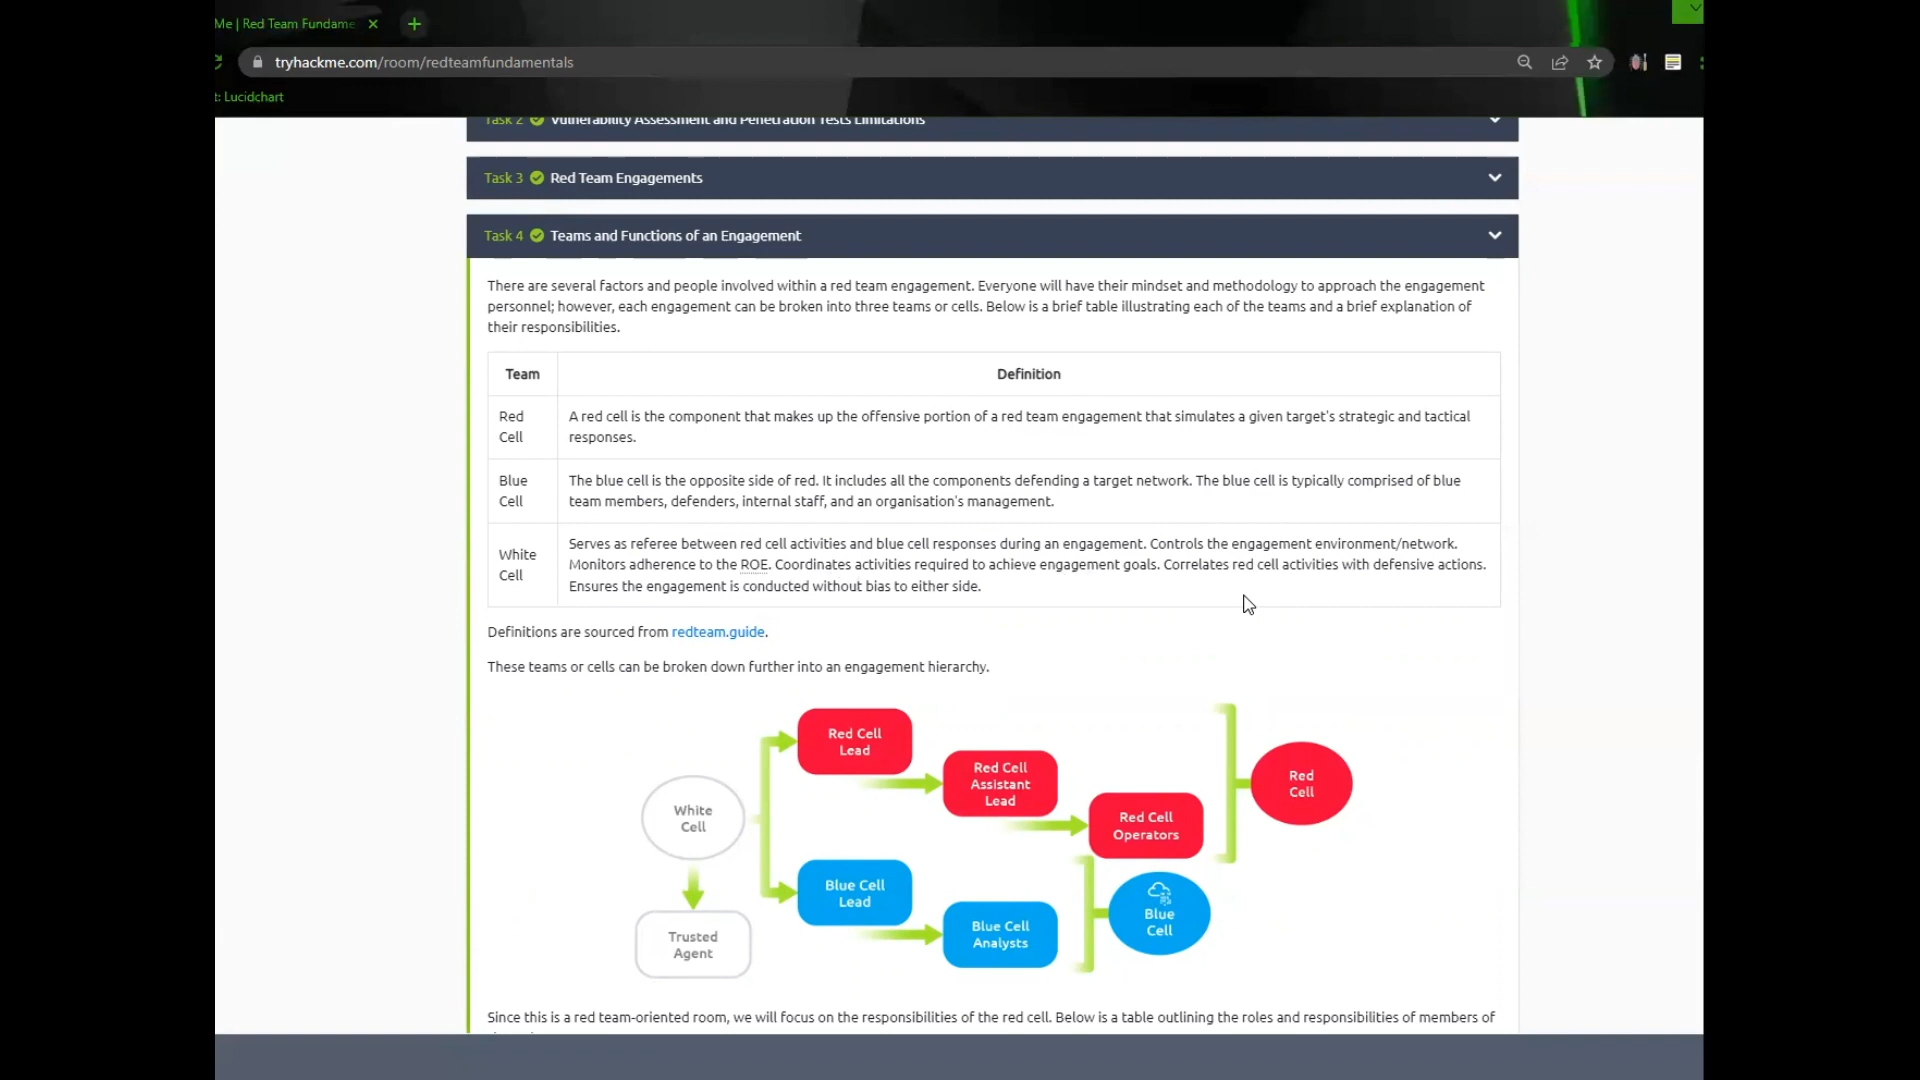 Me | Red Team Fundame
tryhackme.com/room/redteamfundamentals
t: Lucidchart
Task 2 Vulnerability Assessment and Penetration Tests Limitations
Task 3 Red Team Engagements
Task 4 Teams and Functions of an Engagement
There are several factors and people involved within a red team engagement. Everyone will have their mindset and methodology to approach the engagement
personnel; however, each engagement can be broken into three teams or cells. Below is a brief table illustrating each of the teams and a brief explanation of
their responsibilities.
Team Definition
Red
Cell
A red cell is the component that makes up the offensive portion of a red team engagement that simulates a given target's strategic and tactical
responses.
Blue
Cell
The blue cell is the opposite side of red. It includes all the components defending a target network. The blue cell is typically comprised of blue
team members, defenders, internal staff, and an organisation's management.
White
Cell
Serves as referee between red cell activities and blue cell responses during an engagement. Controls the engagement environment/network.
Monitors adherence to the ROE. Coordinates activities required to achieve engagement goals. Correlates red cell activities with defensive actions.
Ensures the engagement is conducted without bias to either side.
Definitions are sourced from redteam.guide.
These teams or cells can be broken down further into an engagement hierarchy.
White
Cell
Trusted
Agent
Red Cell
Lead
Red Cell
Assistant
Lead
Red Cell
Operators
Red
Cell
Blue Cell
Lead
Blue Cell
Analysts
Blue
Cell
Since this is a red team-oriented room, we will focus on the responsibilities of the red cell. Below is a table outlining the roles and responsibilities of members of